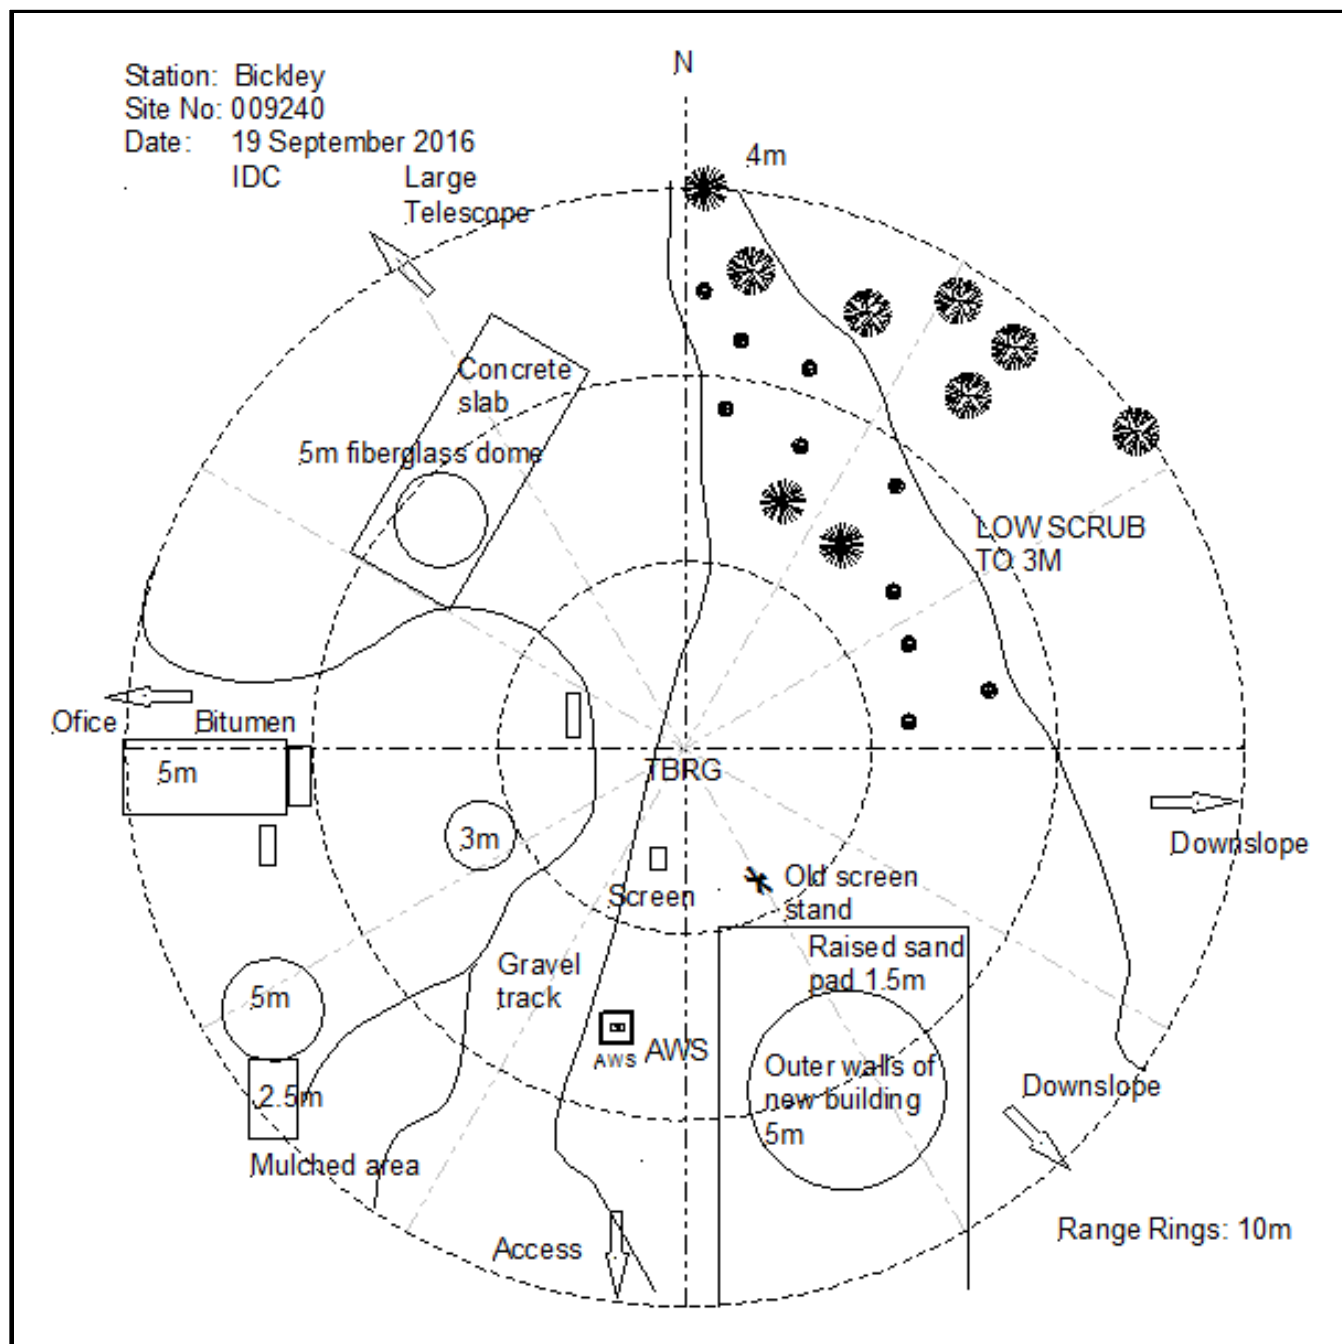 N
Station: Bickley
Site No: 009240
Date: 19 September 2016
IDC
Large
Telescope
4m
Concrete
slab
5m fiberglass dome
LOW SCRUB
TO 3M
Ofice
Bitumen
5m
TBRG
3m
Screen
Old screen
stand
Downslope
Raised sand
pad 1.5m
Gravel
track
5m
AWS
AWS
Outer walls of
new building
5m
2.5m
Downslope
Mulched area
Access
Range Rings: 10m